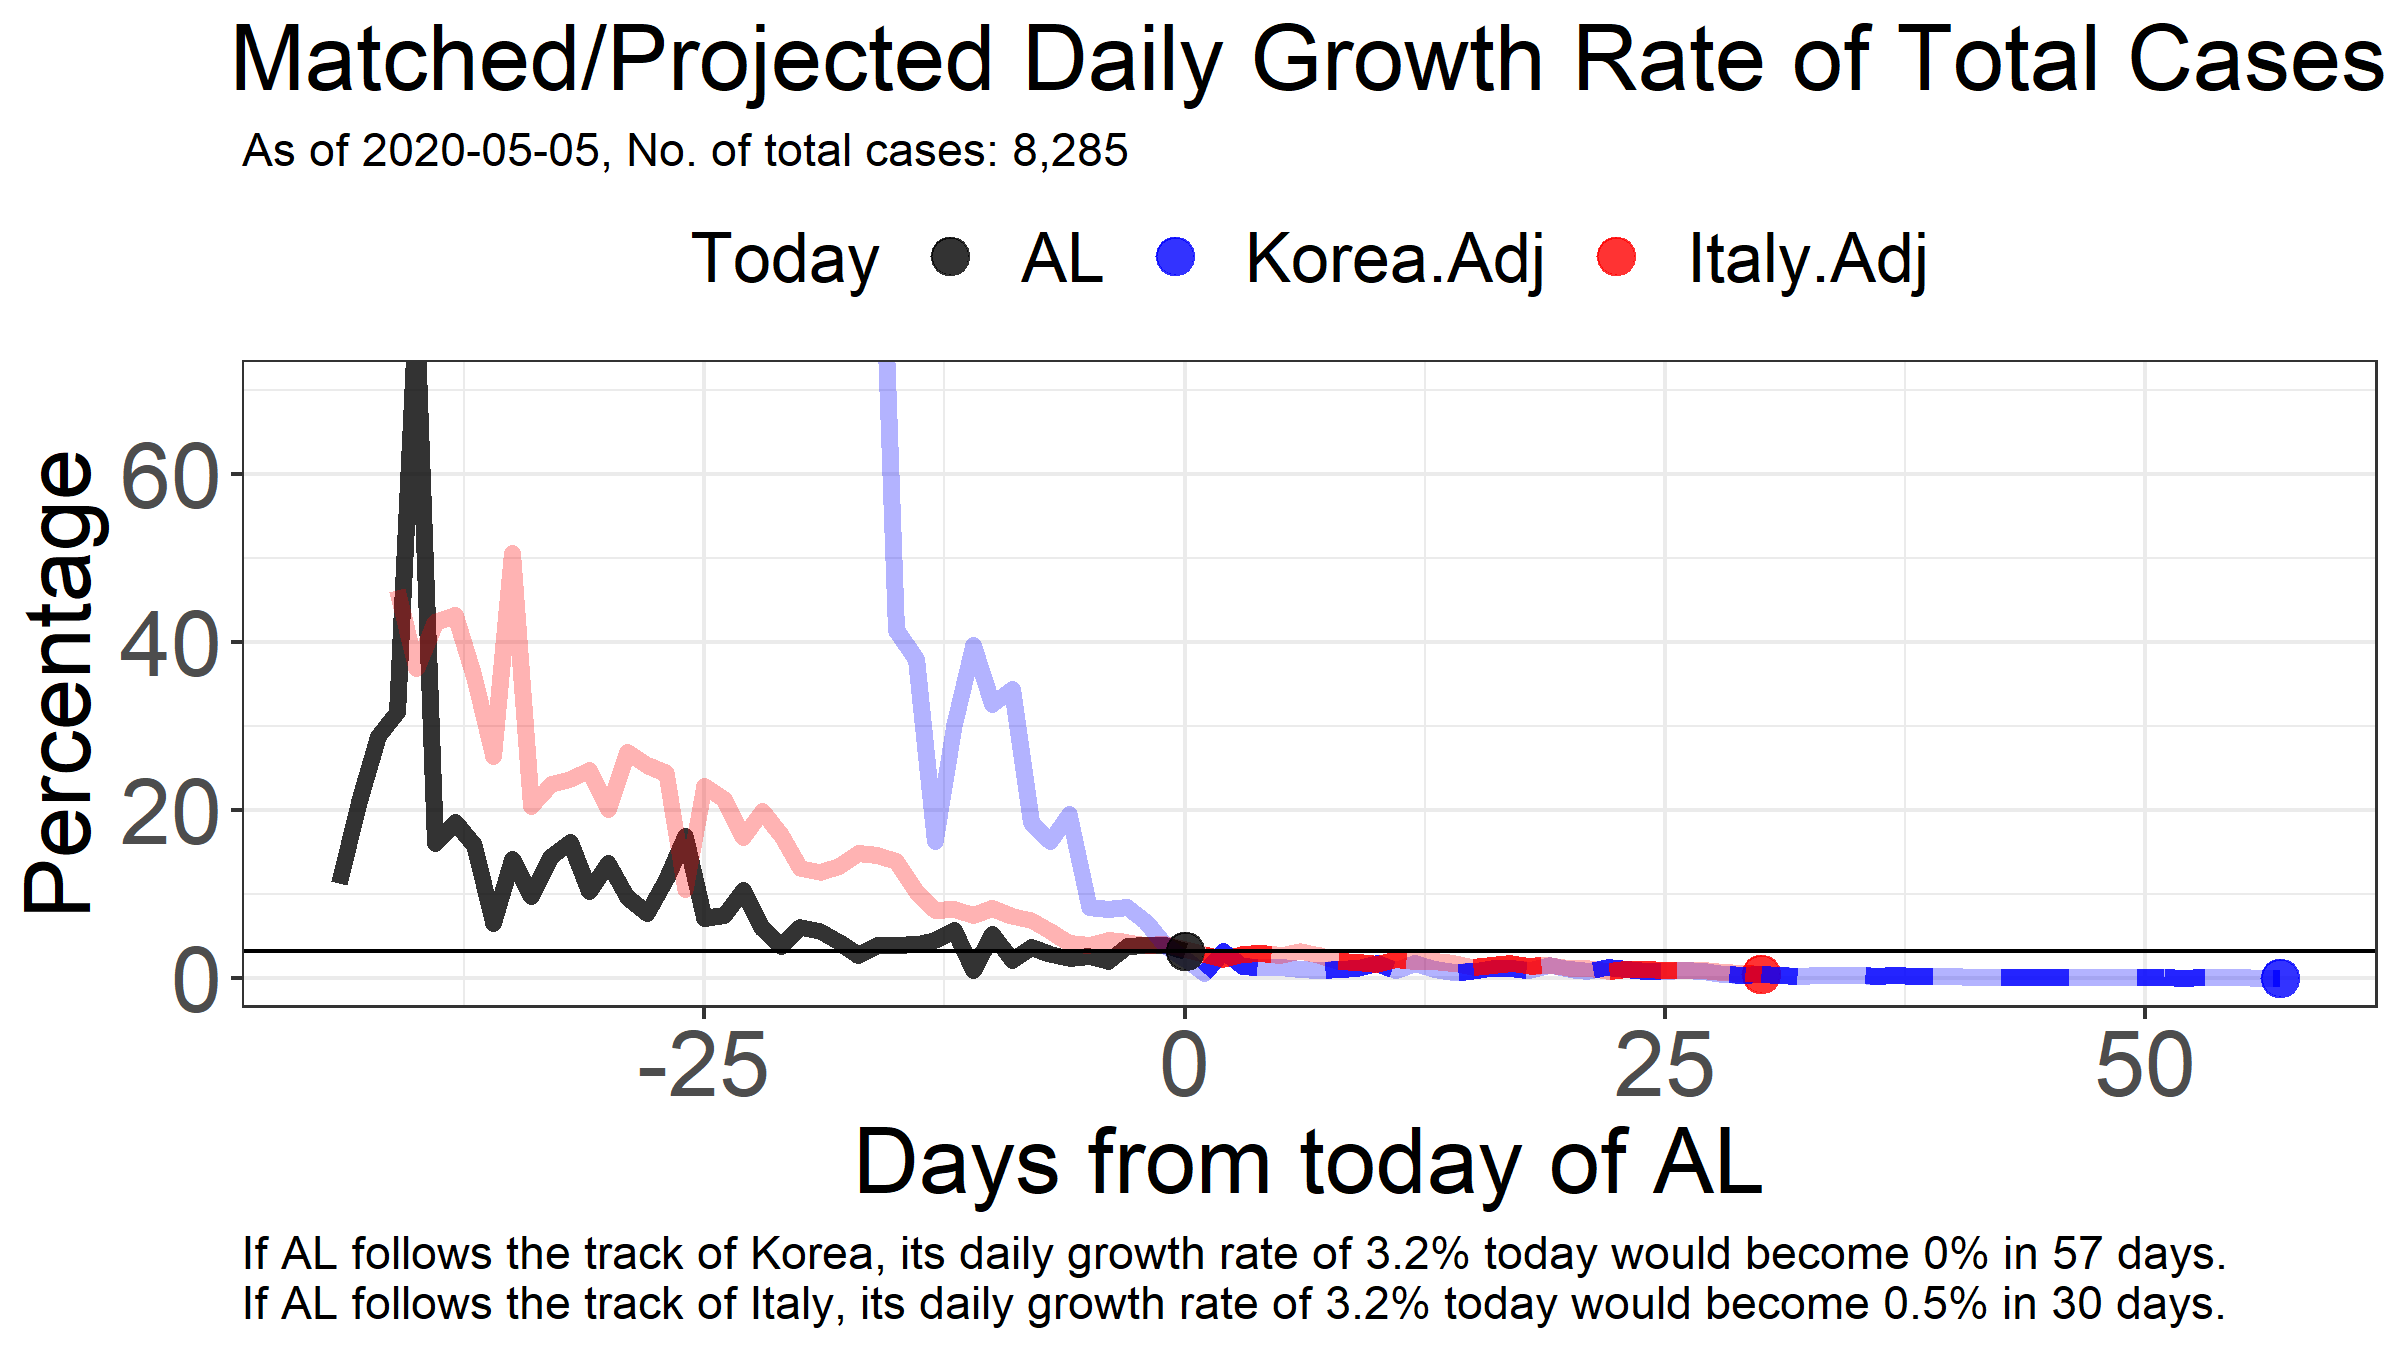 Matched/Projected Daily Growth Rate of Total Cases
As of 2020-05-05, No. of total cases: 8,285
Today AL Korea.Adj Italy.Adj
Percentage
60
40
20
0
-25 0 25 50
Days from today of AL
If AL follows the track of Korea, its daily growth rate of 3.2% today would become 0% in 57 days.
If AL follows the track of Italy, its daily growth rate of 3.2% today would become 0.5% in 30 days.